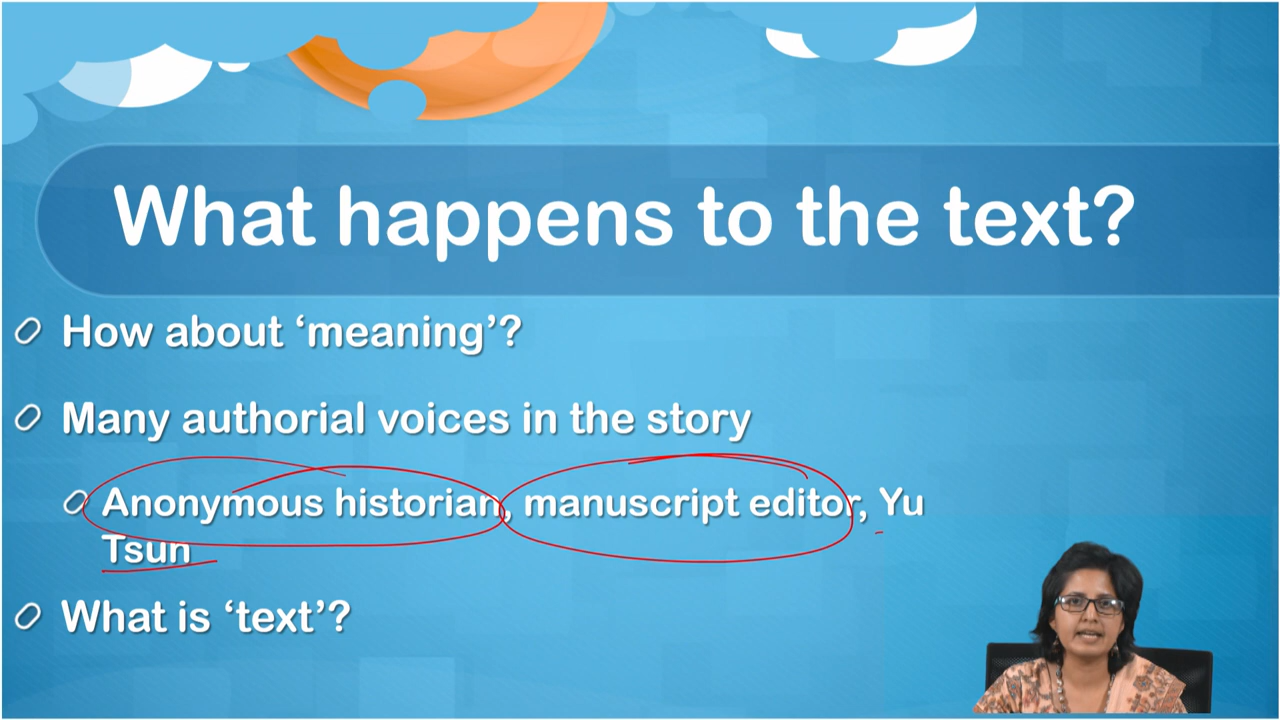 What happens to the text?
How about ‘meaning’?
Many authorial voices in the story
Anonymous historian, manuscript editor, Yu
Tsun
What is ‘text’?